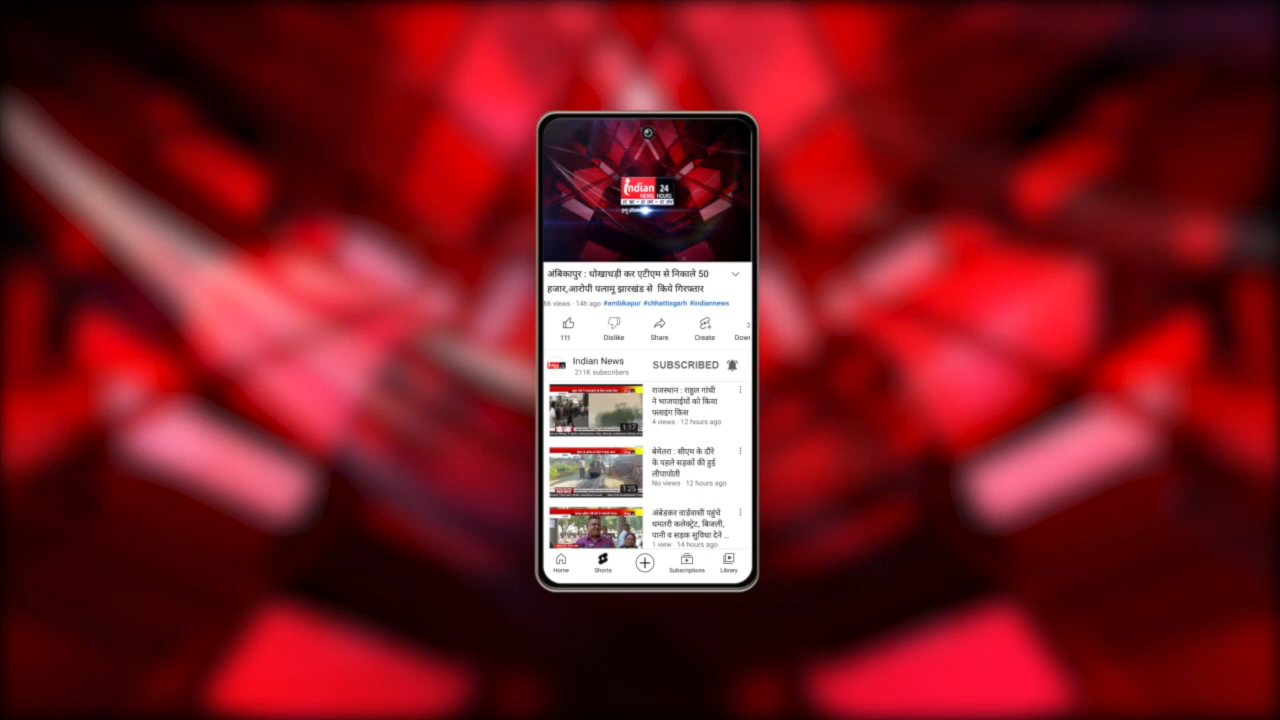 Indian
NEWS
24
HOURS
अंबिकापुर : धोखाधड़ी कर एटीएम से निकाले 50
हजार,आरोपी पलामू झारखंड से किये गिरफ्तार
66 views · 14h ago #ambikapur #chhattisgarh #indiannews
111
Dislike
Share
Create
Indian News
211K subscribers
SUBSCRIBED
राजस्थान : राहुल गांधी
ने भाजपाईयों को किया
फ्लाइंग किस
4 views · 12 hours ago
1:17
बेमेतरा : सीएम के दौरे
के पहले सड़कों की हुई
लीपापोती
No views · 12 hours ago
1:25
अंबेडकर वार्डवासी पहुंचे
धमतरी कलेक्ट्रेट, बिजली,
पानी व सड़क सुविधा देने ...
1 view · 14 hours ago
Home
Shorts
Subscriptions
Library